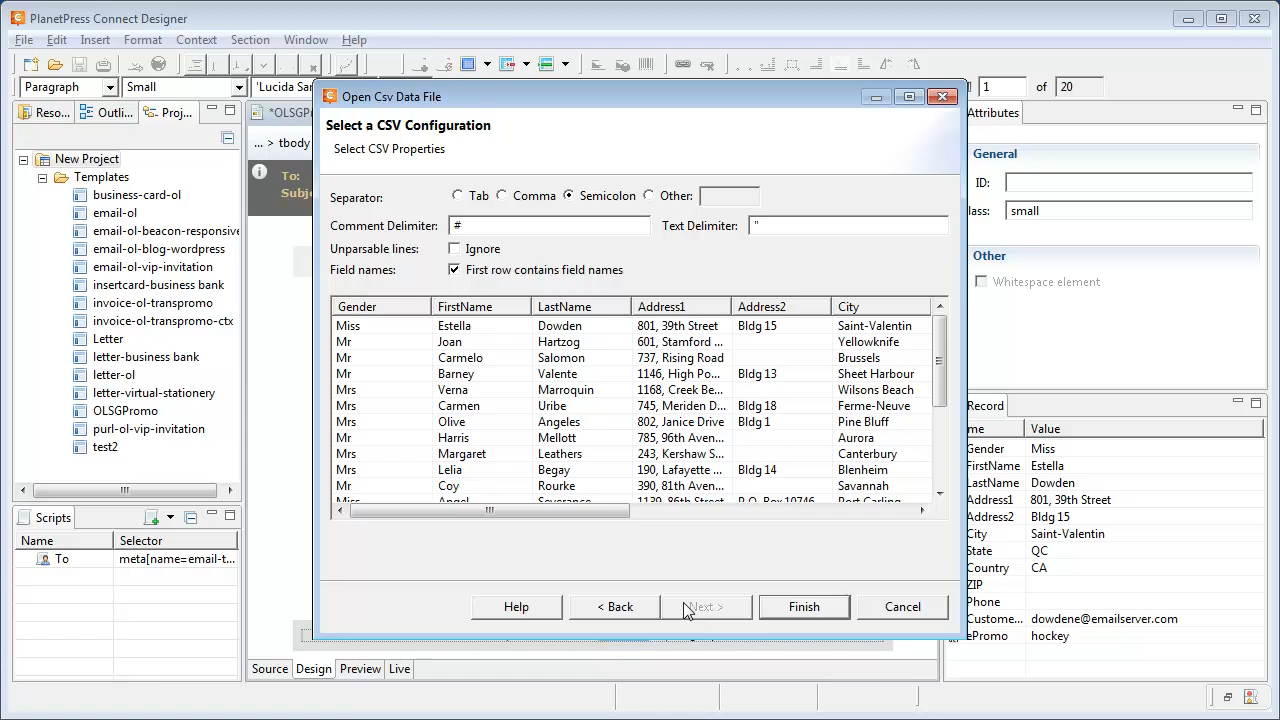 PlanetPress Connect Designer
File Edit Insert Format Context Section Window Help
Paragraph Small 'Lucida Sar 1 of 20
Reso... Outli... Proj... *OLSGP Open Csv Data File Attributes
New Project
Templates
business-card-ol
email-ol
email-ol-beacon-responsive
email-ol-blog-wordpress
email-ol-vip-invitation
insertcard-business bank
invoice-ol-transpromo
invoice-ol-transpromo-ctx
Letter
letter-business bank
letter-ol
letter-virtual-stationery
OLSGPromo
purl-ol-vip-invitation
test2
Scripts
Name Selector
To meta[name=email-t...
... > tbody
To:
Subj
Select a CSV Configuration
Select CSV Properties
Separator: Tab Comma Semicolon Other:
Comment Delimiter: # Text Delimiter: "
Unparsable lines: Ignore
Field names: First row contains field names
Gender FirstName LastName Address1 Address2 City
Miss Estella Dowden 801, 39th Street Bldg 15 Saint-Valentin
Mr Joan Hartzog 601, Stamford ... Yellowknife
Mr Carmelo Salomon 737, Rising Road Brussels
Mr Barney Valente 1146, High Po... Bldg 13 Sheet Harbour
Mrs Verna Marroquin 1168, Creek Be... Wilsons Beach
Mrs Carmen Uribe 745, Meriden D... Bldg 18 Ferme-Neuve
Mrs Olive Angeles 802, Janice Drive Bldg 1 Pine Bluff
Mr Harris Mellott 785, 96th Aven... Aurora
Mrs Margaret Leathers 243, Kershaw S... Canterbury
Mrs Lelia Begay 190, Lafayette ... Bldg 14 Blenheim
Mr Coy Rourke 390, 81th Aven... Savannah
Miss Angel Severance 1139, 86th Street P.O. Box 10746 Port Carling
Help < Back Next > Finish Cancel
Source Design Preview Live
General
ID:
lass: small
Other
Whitespace element
Record
me Value
Gender Miss
FirstName Estella
LastName Dowden
Address1 801, 39th Street
Address2 Bldg 15
City Saint-Valentin
State QC
Country CA
ZIP
Phone
Custome... dowdene@emailserver.com
ePromo hockey